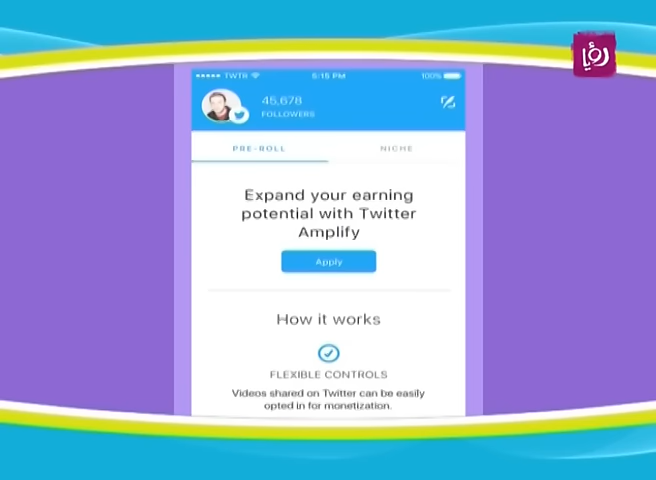 رؤيا
TWTR 5:15 PM 100%
45,678
FOLLOWERS
PRE-ROLL NICHE
Expand your earning
potential with Twitter
Amplify
Apply
How it works
FLEXIBLE CONTROLS
Videos shared on Twitter can be easily
opted in for monetization.